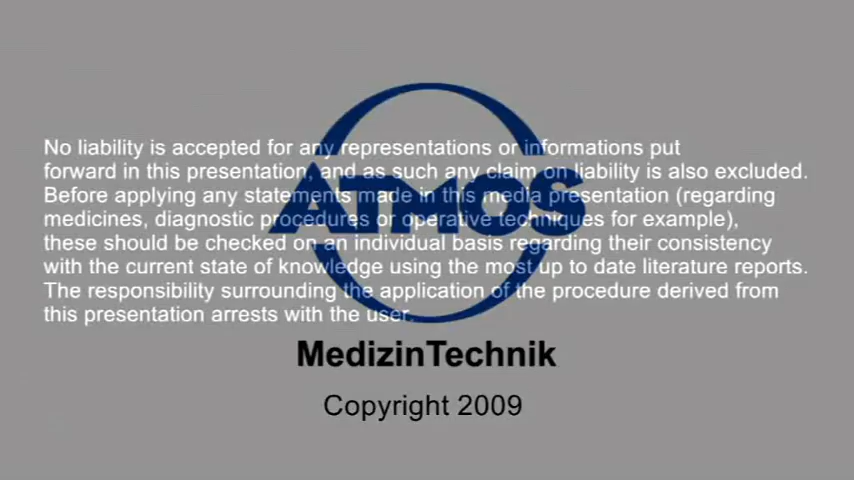 No liability is accepted for any representations or informations put
forward in this presentation, and as such any claim on liability is also excluded.
Before applying any statements made in this media presentation (regarding
medicines, diagnostic procedures or operative techniques for example),
these should be checked on an individual basis regarding their consistency
with the current state of knowledge using the most up to date literature reports.
The responsibility surrounding the application of the procedure derived from
this presentation arrests with the user.
ATMOS
MedizinTechnik
Copyright 2009